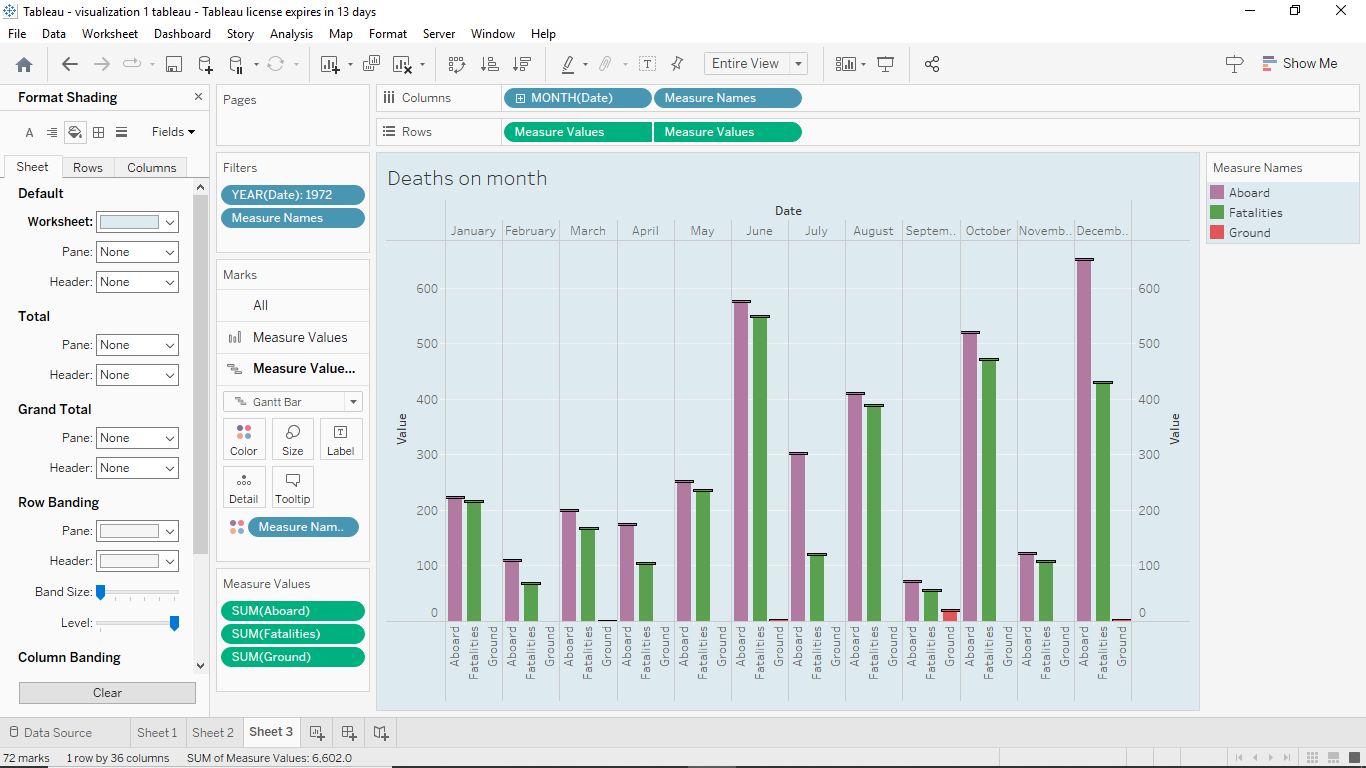 Tableau - visualization 1 tableau - Tableau license expires in 13 days
File Data Worksheet Dashboard Story Analysis Map Format Server Window Help
Entire View
Show Me
Format Shading
A
Fields
Sheet Rows Columns
Default
Worksheet:
Pane: None
Header: None
Total
Pane: None
Header: None
Grand Total
Pane: None
Header: None
Row Banding
Pane:
Header:
Band Size:
Level:
Column Banding
Clear
Pages
Filters
YEAR(Date): 1972
Measure Names
Marks
All
Measure Values
Measure Value...
Gantt Bar
Color Size Label
Detail Tooltip
Measure Nam..
Measure Values
SUM(Aboard)
SUM(Fatalities)
SUM(Ground)
Columns MONTH(Date) Measure Names
Rows Measure Values Measure Values
Deaths on month
Date
January February March April May June July August Septem.. October Novemb.. Decemb..
600 600
500 500
400 400
Value Value
300 300
200 200
100 100
0 0
Aboard Fatalities Ground Aboard Fatalities Ground Aboard Fatalities Ground Aboard Fatalities Ground Aboard Fatalities Ground Aboard Fatalities Ground Aboard Fatalities Ground Aboard Fatalities Ground Aboard Fatalities Ground Aboard Fatalities Ground Aboard Fatalities Ground Aboard Fatalities Ground
Measure Names
Aboard
Fatalities
Ground
Data Source Sheet 1 Sheet 2 Sheet 3
72 marks 1 row by 36 columns SUM of Measure Values: 6,602.0